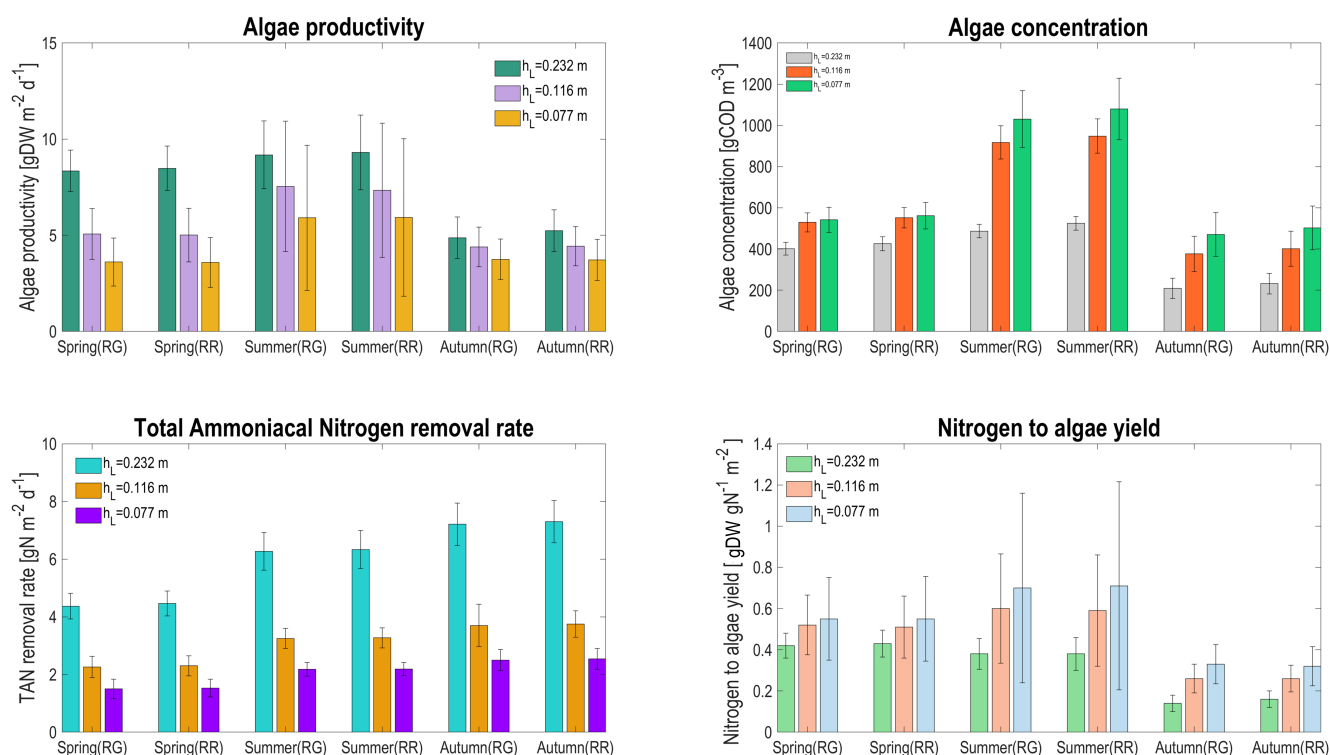 Algae productivity
Algae productivity [gDW m-2 d-1]
15
10
5
0
h_L=0.232 m
h_L=0.116 m
h_L=0.077 m
Spring(RG) Spring(RR) Summer(RG) Summer(RR) Autumn(RG) Autumn(RR)
Algae concentration
Algae concentration [gCOD m-3]
1400
1200
1000
800
600
400
200
0
h_L=0.232 m
h_L=0.116 m
h_L=0.077 m
Spring(RG) Spring(RR) Summer(RG) Summer(RR) Autumn(RG) Autumn(RR)
Total Ammoniacal Nitrogen removal rate
TAN removal rate [gN m-2 d-1]
10
8
6
4
2
0
h_L=0.232 m
h_L=0.116 m
h_L=0.077 m
Spring(RG) Spring(RR) Summer(RG) Summer(RR) Autumn(RG) Autumn(RR)
Nitrogen to algae yield
Nitrogen to algae yield [ gDW gN-1 m-2]
1.4
1.2
1
0.8
0.6
0.4
0.2
0
h_L=0.232 m
h_L=0.116 m
h_L=0.077 m
Spring(RG) Spring(RR) Summer(RG) Summer(RR) Autumn(RG) Autumn(RR)